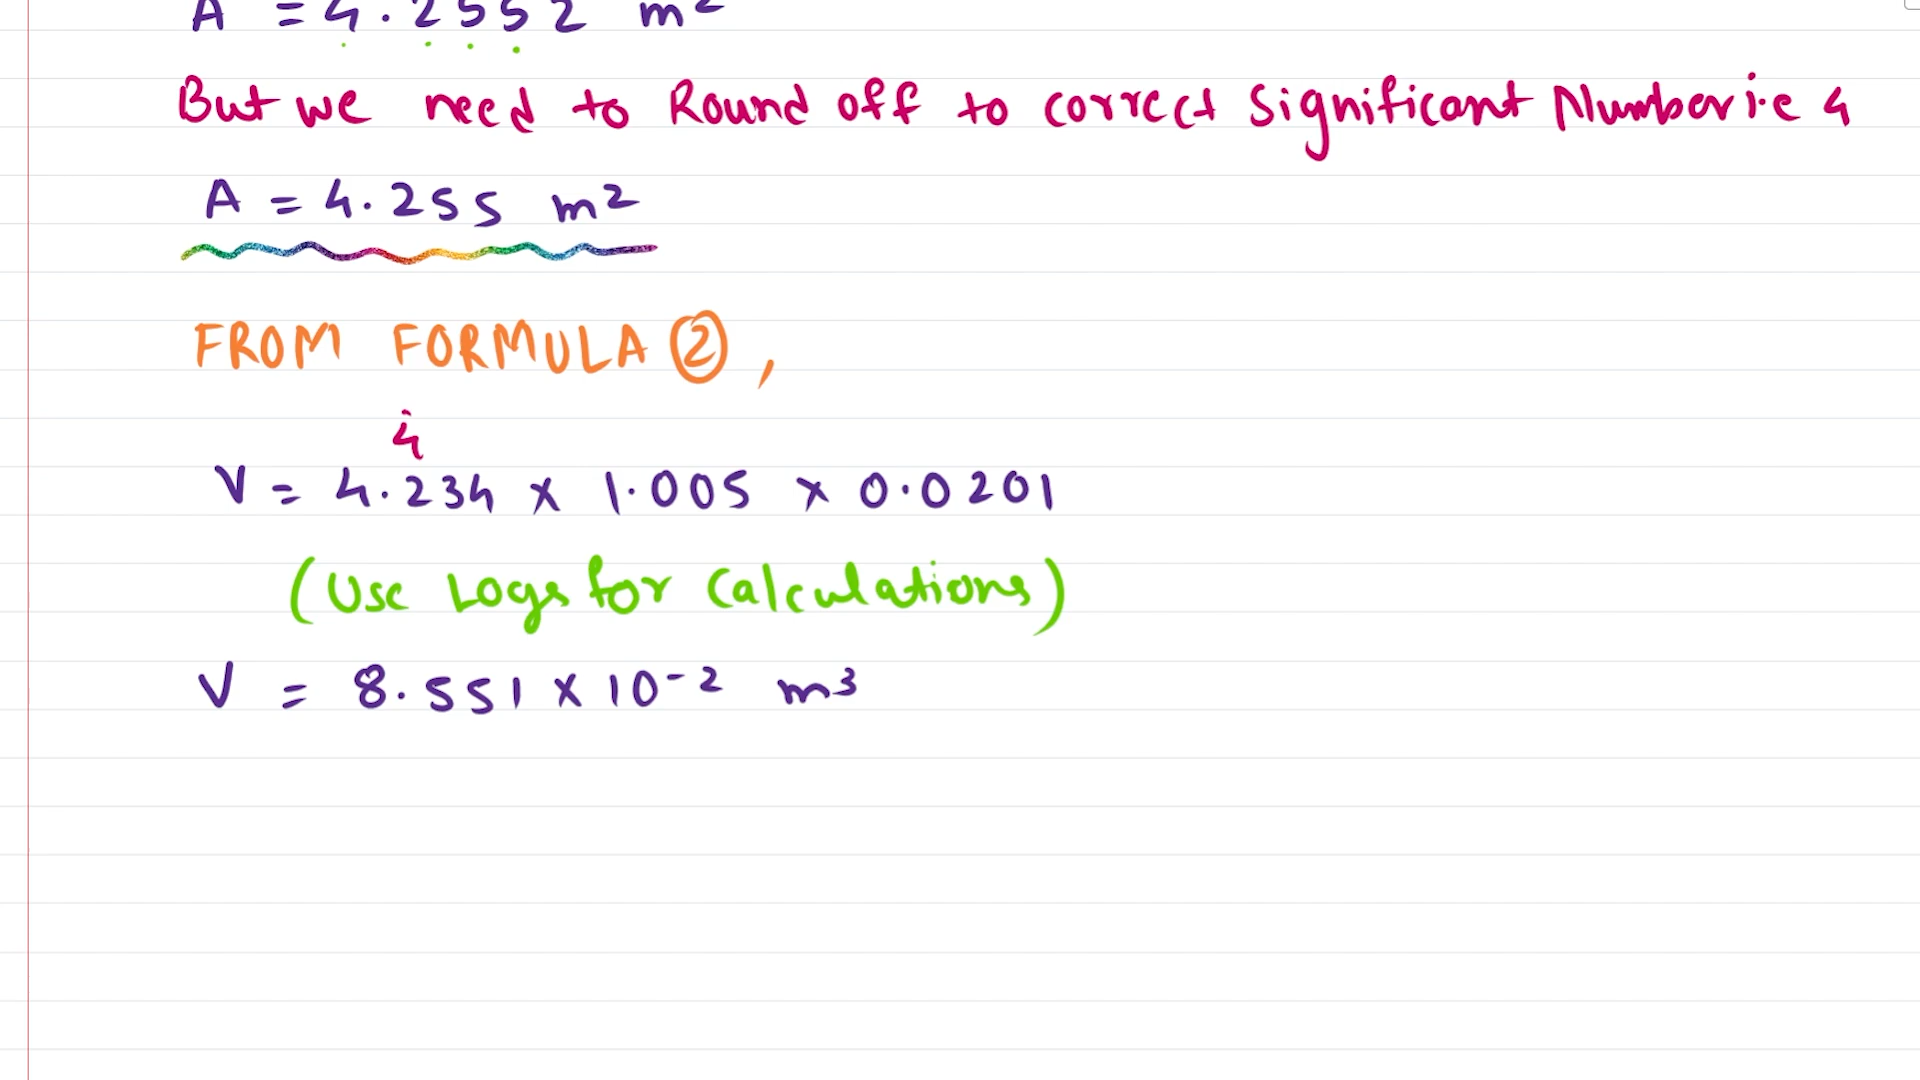 A = 4.2552 m²
But we need to Round off to correct Significant Number i.e 4
A = 4.255 m²
FROM FORMULA ②,
4
V = 4.234 x 1.005 x 0.0201
(Use Logs for Calculations)
V = 8.551 x 10⁻² m³